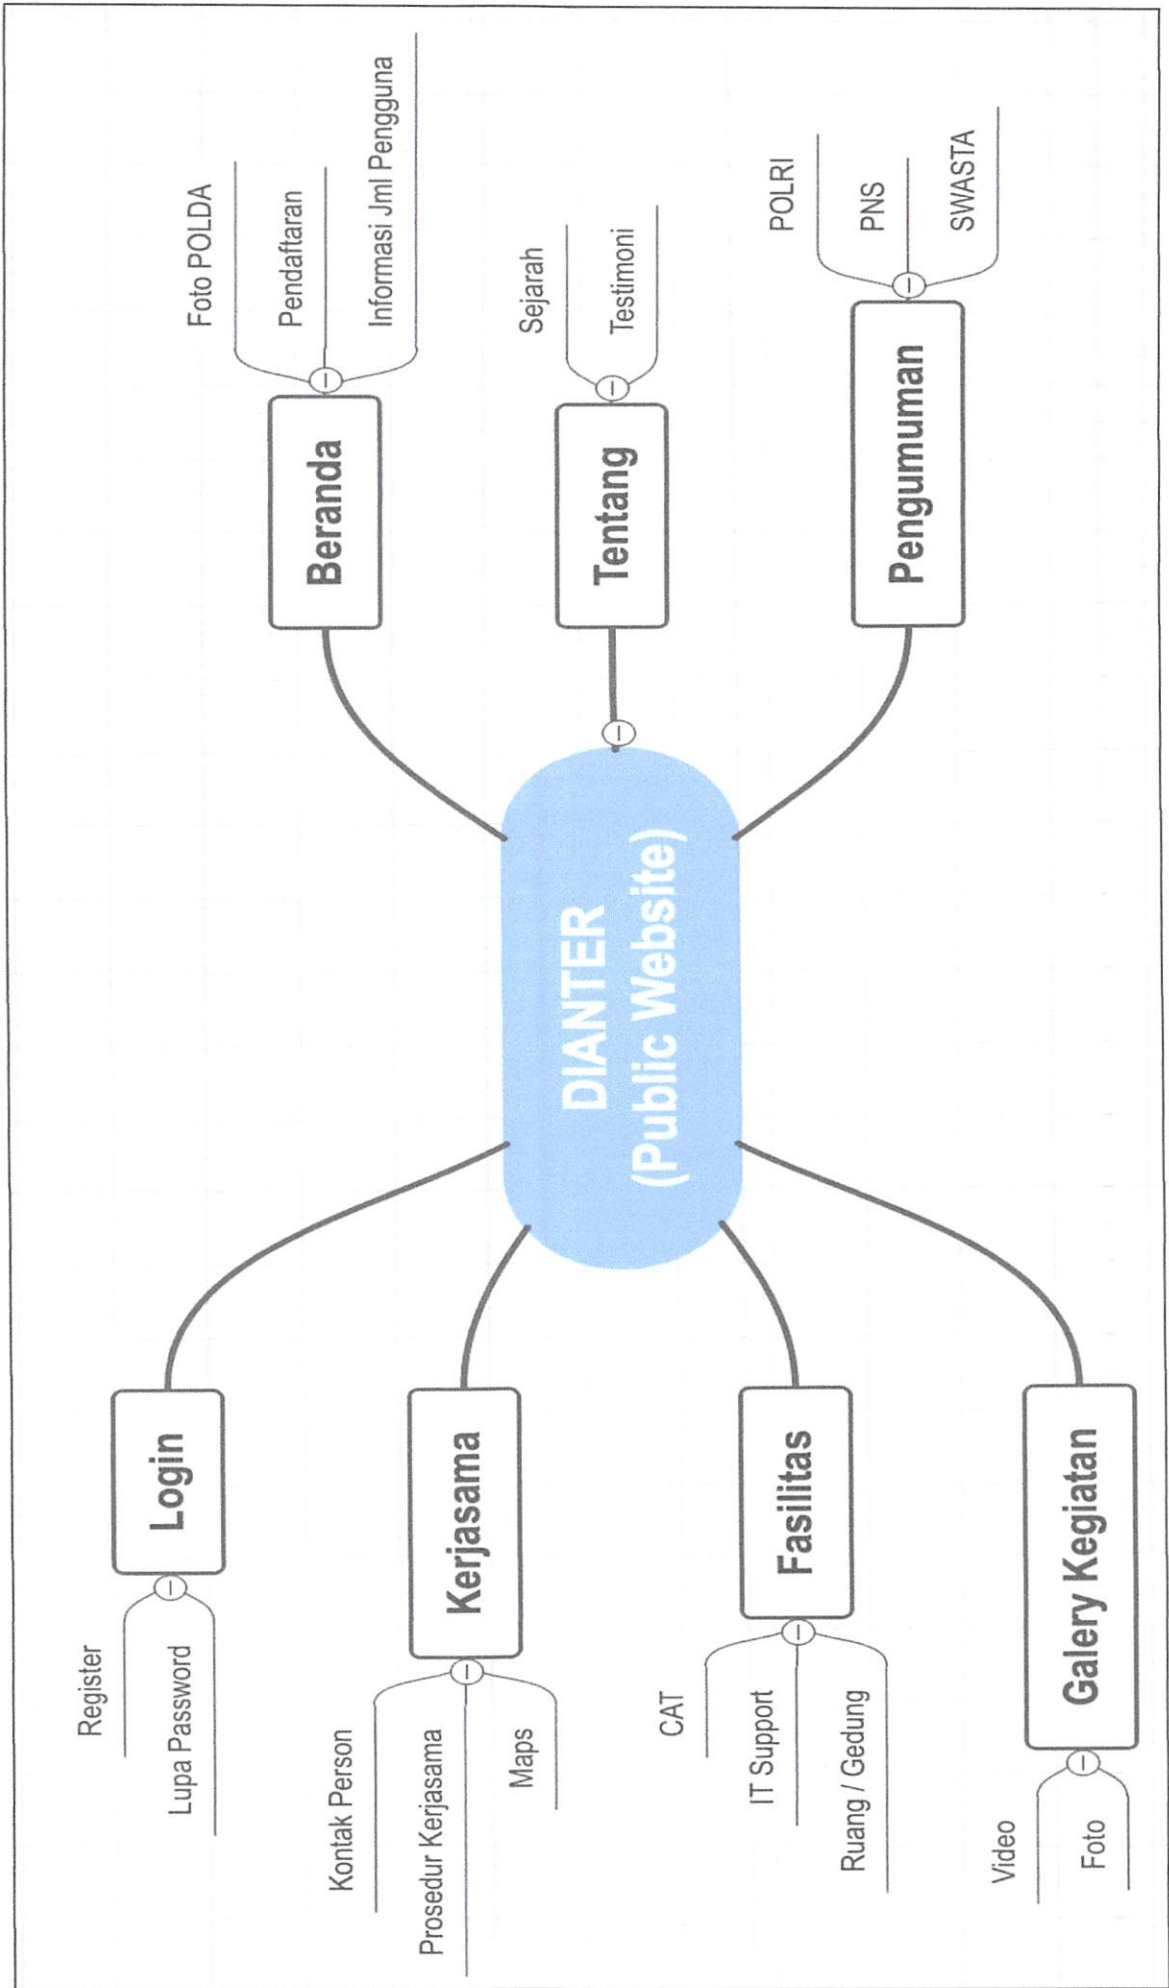 DIANTER
(Public Website)
Login
Register
Lupa Password
Kerjasama
Kontak Person
Prosedur Kerjasama
Maps
Fasilitas
CAT
IT Support
Ruang / Gedung
Galery Kegiatan
Video
Foto
Beranda
Foto POLDA
Pendaftaran
Informasi Jml Pengguna
Tentang
Sejarah
Testimoni
Pengumuman
POLRI
PNS
SWASTA